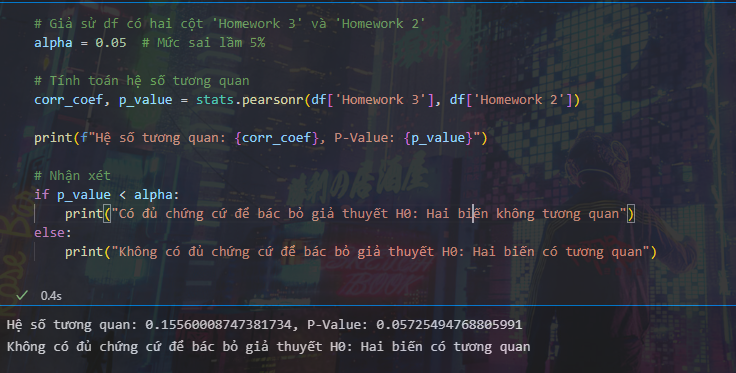 # Giả sử df có hai cột 'Homework 3' và 'Homework 2'
alpha = 0.05  # Mức sai lầm 5%
# Tính toán hệ số tương quan
corr_coef, p_value = stats.pearsonr(df['Homework 3'], df['Homework 2'])
print(f"Hệ số tương quan: {corr_coef}, P-Value: {p_value}")
# Nhận xét
if p_value < alpha:
    print("Có đủ chứng cứ để bác bỏ giả thuyết H0: Hai biến không tương quan")
else:
    print("Không có đủ chứng cứ để bác bỏ giả thuyết H0: Hai biến có tương quan")
0.4s
Hệ số tương quan: 0.15560008747381734, P-Value: 0.05725494768805991
Không có đủ chứng cứ để bác bỏ giả thuyết H0: Hai biến có tương quan